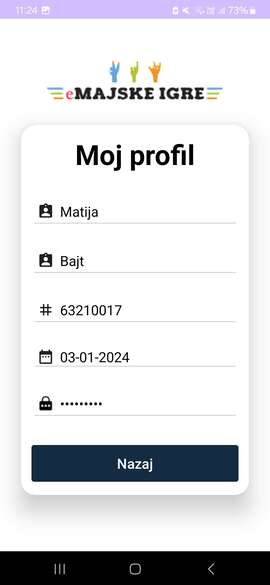 11:24
73%
eMAJSKE IGRE
Moj profil
Matija
Bajt
63210017
03-01-2024
•••••••••
Nazaj